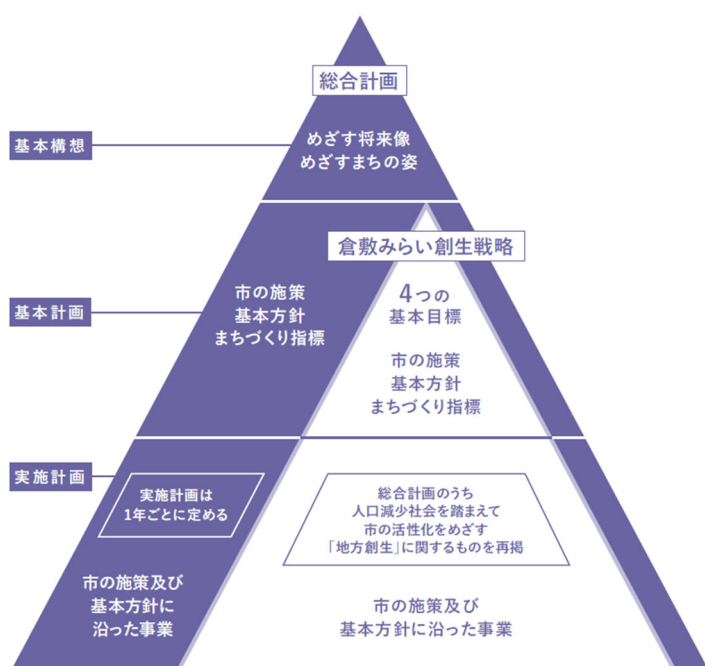 総合計画
基本構想
めざす将来像
めざすまちの姿
倉敷みらい創生戦略
基本計画
市の施策
基本方針
まちづくり指標
4つの
基本目標
市の施策
基本方針
まちづくり指標
実施計画
実施計画は
1年ごとに定める
市の施策及び
基本方針に
沿った事業
総合計画のうち
人口減少社会を踏まえて
市の活性化をめざす
「地方創生」に関するものを再掲
市の施策及び
基本方針に沿った事業